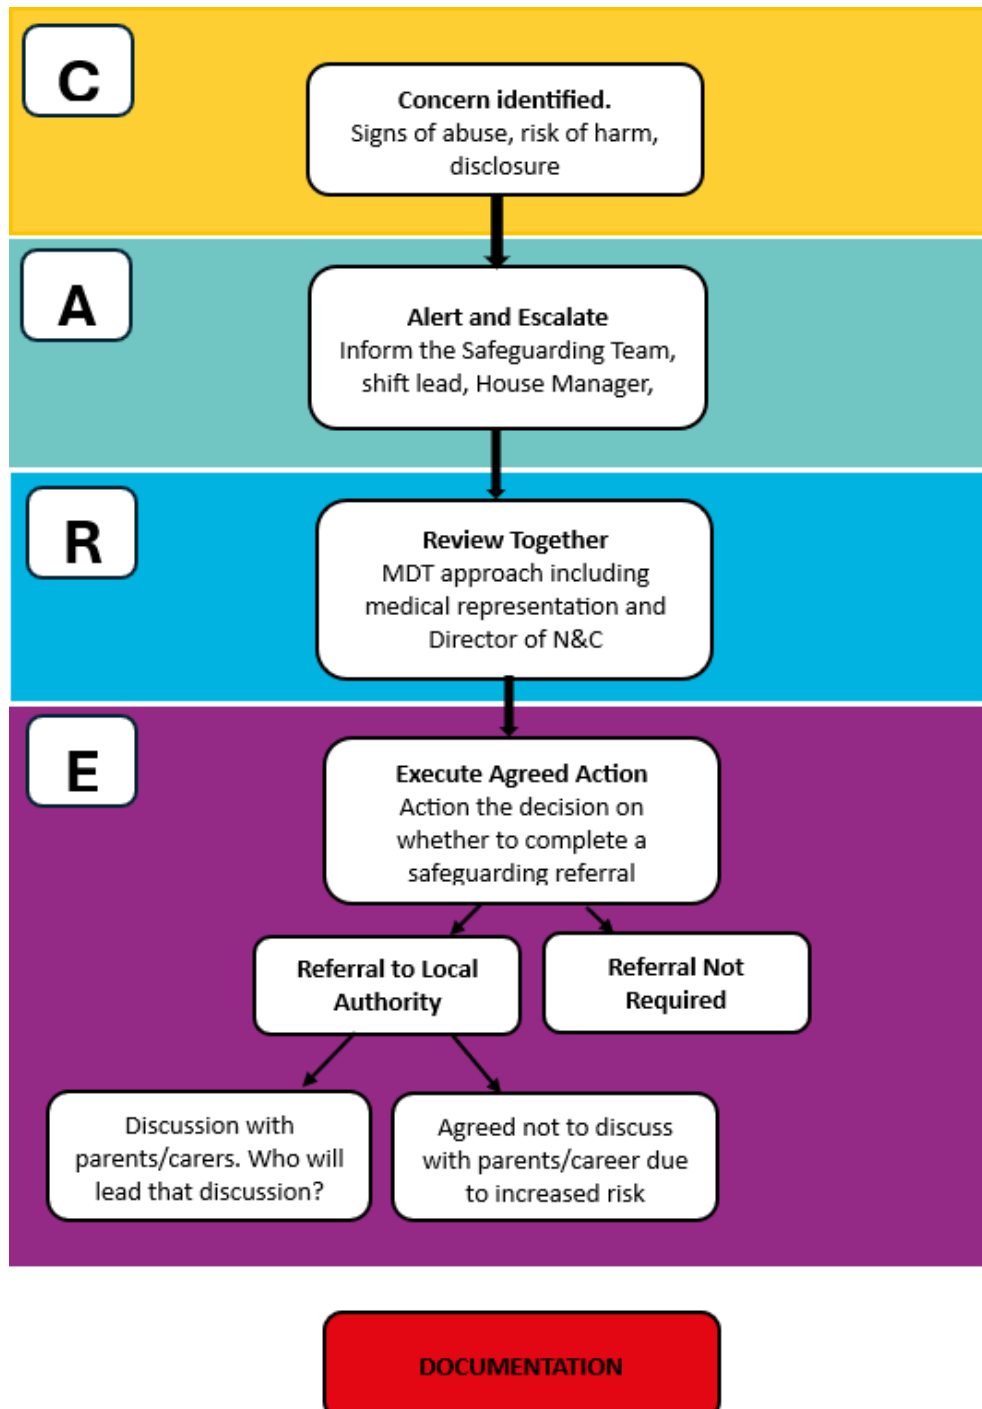 C
Concern identified.
Signs of abuse, risk of harm,
disclosure
A
Alert and Escalate
Inform the Safeguarding Team,
shift lead, House Manager,
R
Review Together
MDT approach including
medical representation and
Director of N&C
E
Execute Agreed Action
Action the decision on
whether to complete a
safeguarding referral
Referral to Local
Authority
Referral Not
Required
Discussion with
parents/carers. Who will
lead that discussion?
Agreed not to discuss
with parents/career due
to increased risk
DOCUMENTATION